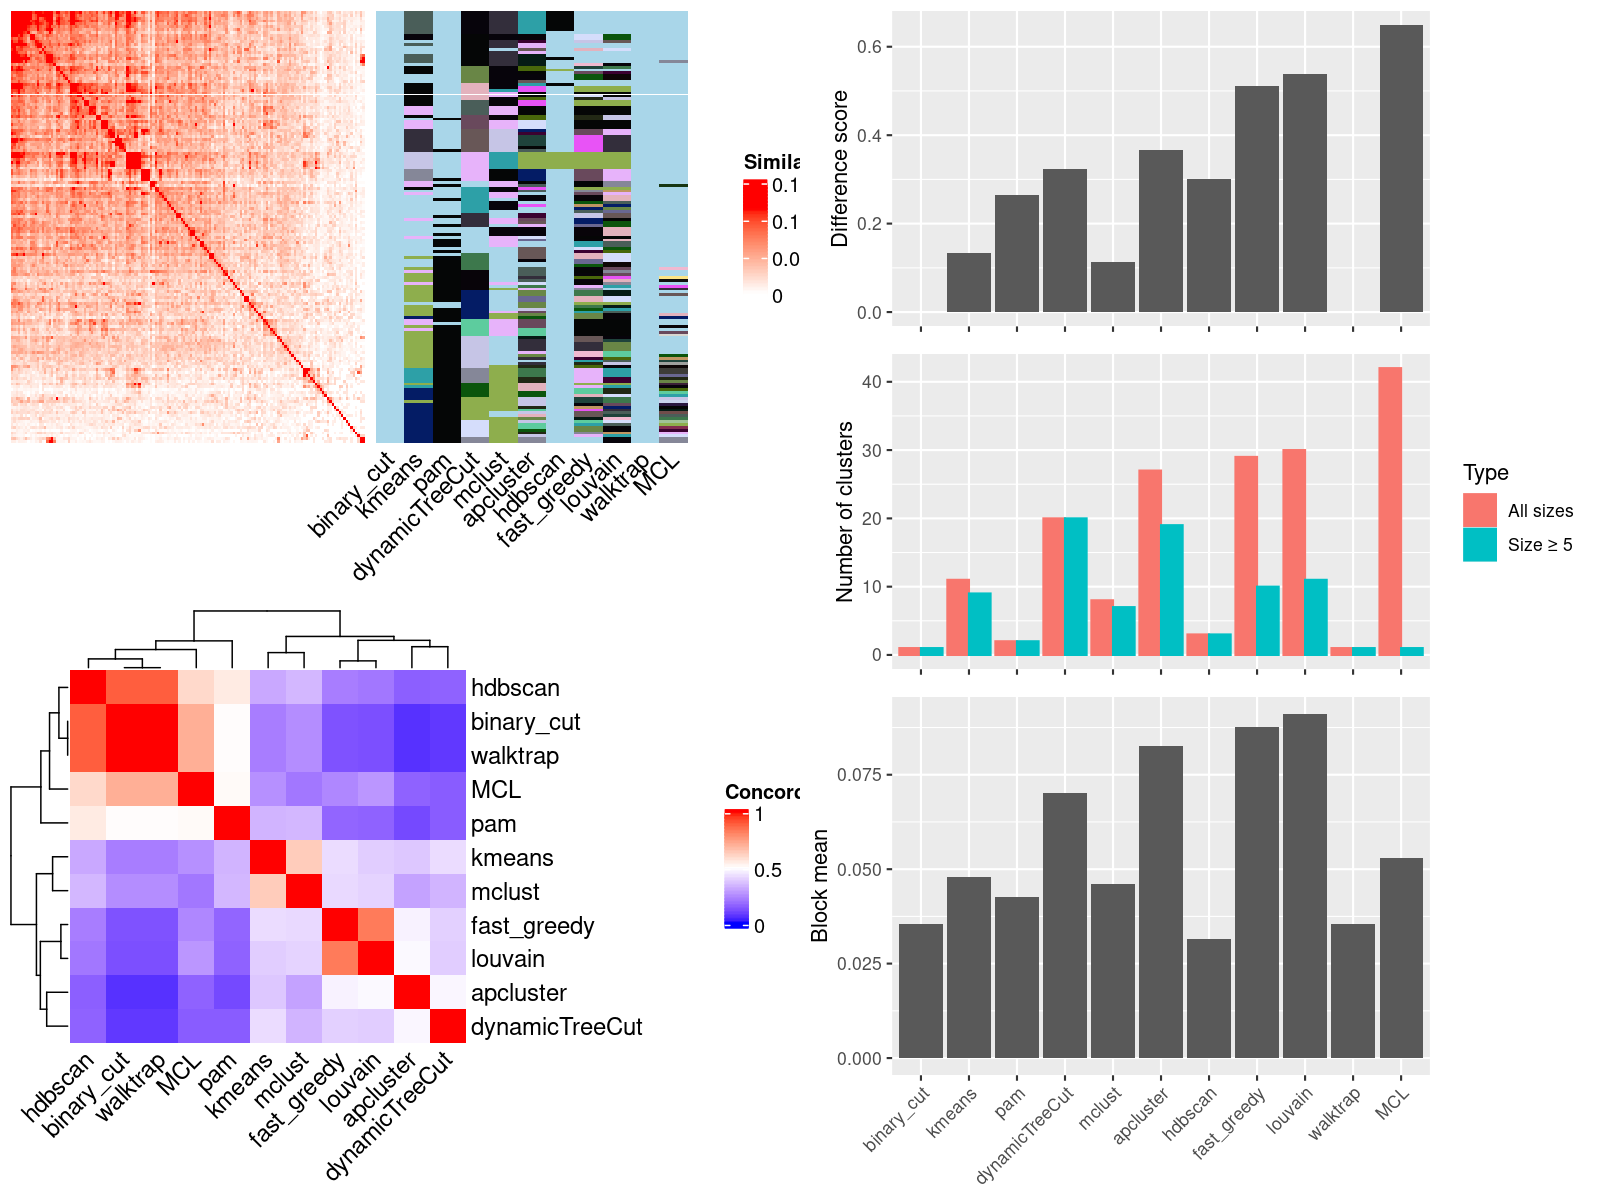 Simila
0.1
0.1
0.0
0
binary_cut
kmeans
pam
dynamicTreeCut
mclust
apcluster
hdbscan
fast_greedy
louvain
walktrap
MCL
hdbscan
binary_cut
walktrap
MCL
pam
kmeans
mclust
fast_greedy
louvain
apcluster
dynamicTreeCut
hdbscan
binary_cut
walktrap
MCL
pam
kmeans
mclust
fast_greedy
louvain
apcluster
dynamicTreeCut
Concord
1
0.5
0
Difference score
0.6
0.4
0.2
0.0
Number of clusters
40
30
20
10
0
Type
All sizes
Size ≥ 5
Block mean
0.075
0.050
0.025
0.000
binary_cut
kmeans
pam
dynamicTreeCut
mclust
apcluster
hdbscan
fast_greedy
louvain
walktrap
MCL